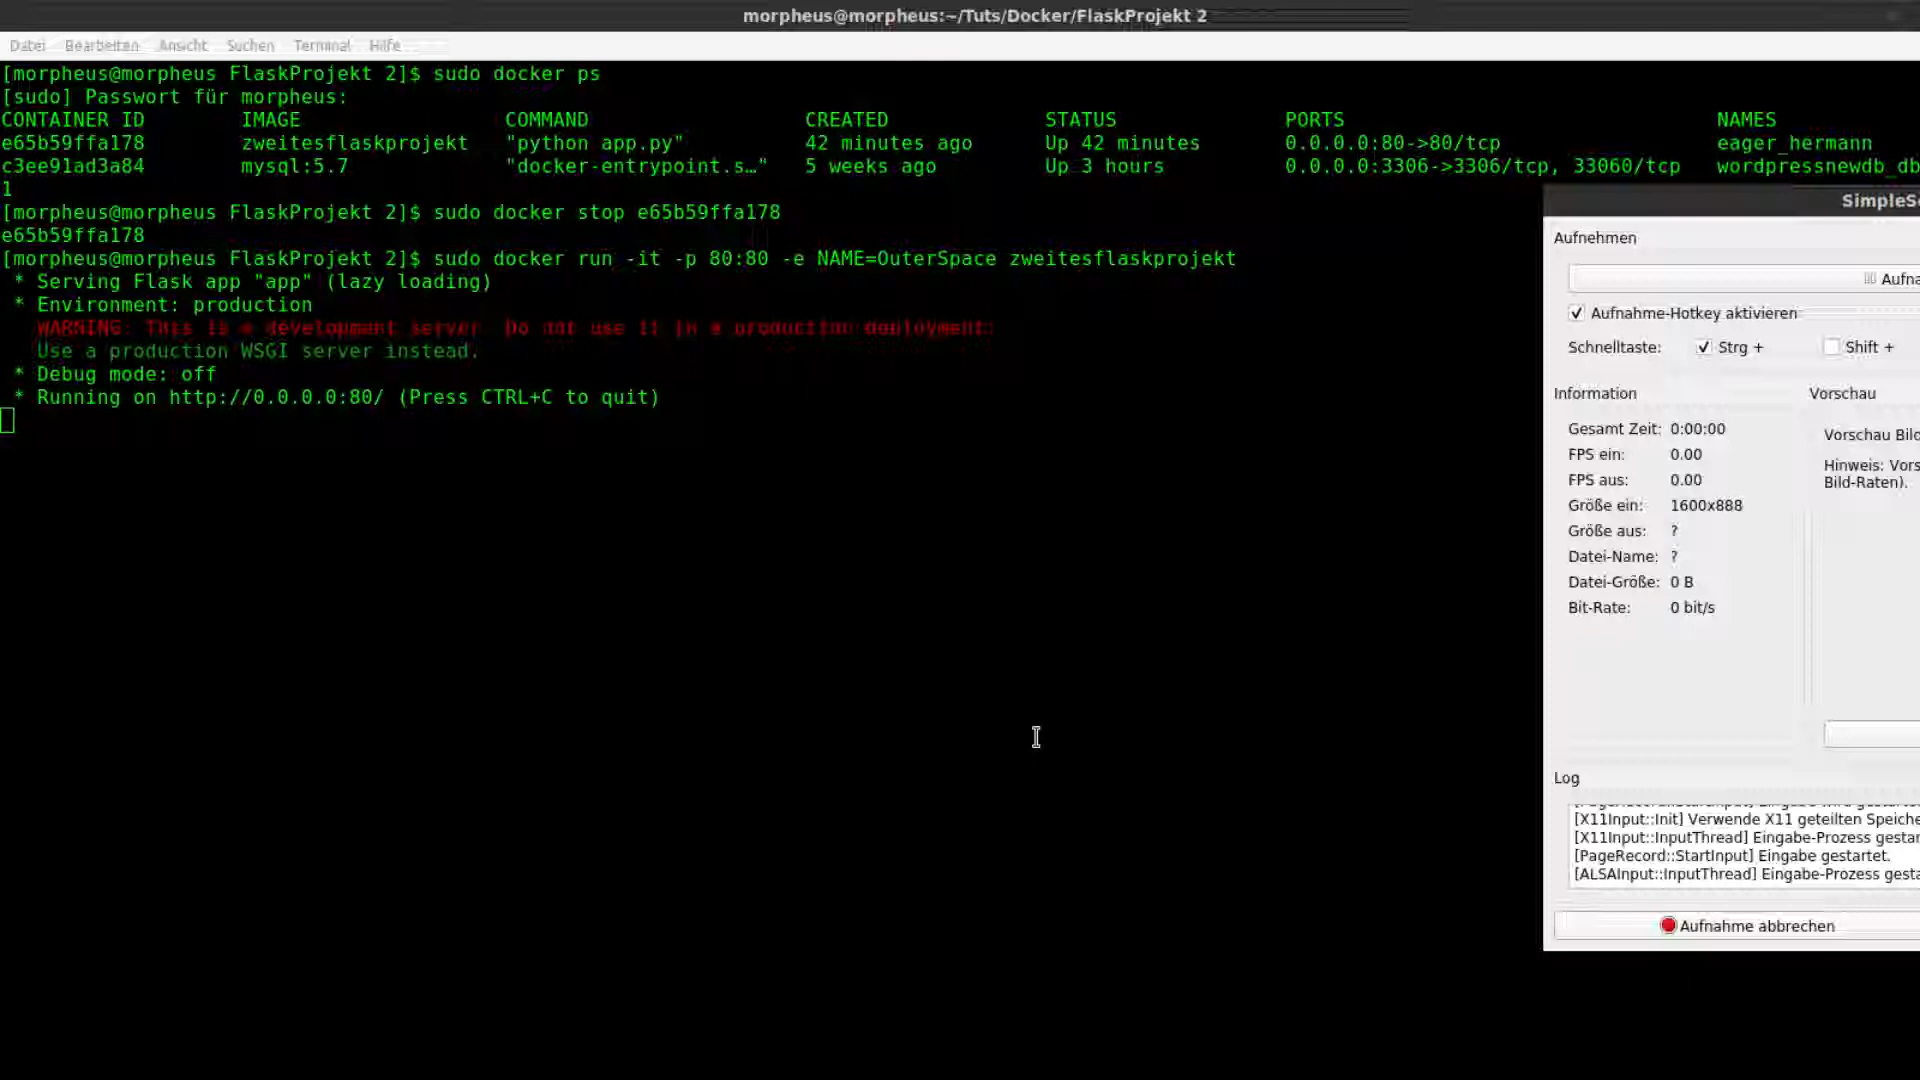 morpheus@morpheus:~/Tuts/Docker/FlaskProjekt 2
Datei Bearbeiten Ansicht Suchen Terminal Hilfe
[morpheus@morpheus FlaskProjekt 2]$ sudo docker ps
[sudo] Passwort für morpheus:
CONTAINER ID IMAGE COMMAND CREATED STATUS PORTS NAMES
e65b59ffa178 zweitesflaskprojekt "python app.py" 42 minutes ago Up 42 minutes 0.0.0.0:80->80/tcp eager_hermann
c3ee91ad3a84 mysql:5.7 "docker-entrypoint.s…" 5 weeks ago Up 3 hours 0.0.0.0:3306->3306/tcp, 33060/tcp wordpressnewdb_db
1
[morpheus@morpheus FlaskProjekt 2]$ sudo docker stop e65b59ffa178
e65b59ffa178
[morpheus@morpheus FlaskProjekt 2]$ sudo docker run -it -p 80:80 -e NAME=OuterSpace zweitesflaskprojekt
* Serving Flask app "app" (lazy loading)
* Environment: production
WARNING: This is a development server. Do not use it in a production deployment.
Use a production WSGI server instead.
* Debug mode: off
* Running on http://0.0.0.0:80/ (Press CTRL+C to quit)
SimpleS
Aufnehmen
Aufna
Aufnahme-Hotkey aktivieren
Schnelltaste: Strg + Shift +
Information Vorschau
Gesamt Zeit: 0:00:00
FPS ein: 0.00
FPS aus: 0.00
Größe ein: 1600x888
Größe aus: ?
Datei-Name: ?
Datei-Größe: 0 B
Bit-Rate: 0 bit/s
Vorschau Bild
Hinweis: Vors
Bild-Raten).
Log
[X11Input::Init] Verwende X11 geteilten Speiche
[X11Input::InputThread] Eingabe-Prozess gestar
[PageRecord::StartInput] Eingabe gestartet.
[ALSAInput::InputThread] Eingabe-Prozess gesta
Aufnahme abbrechen